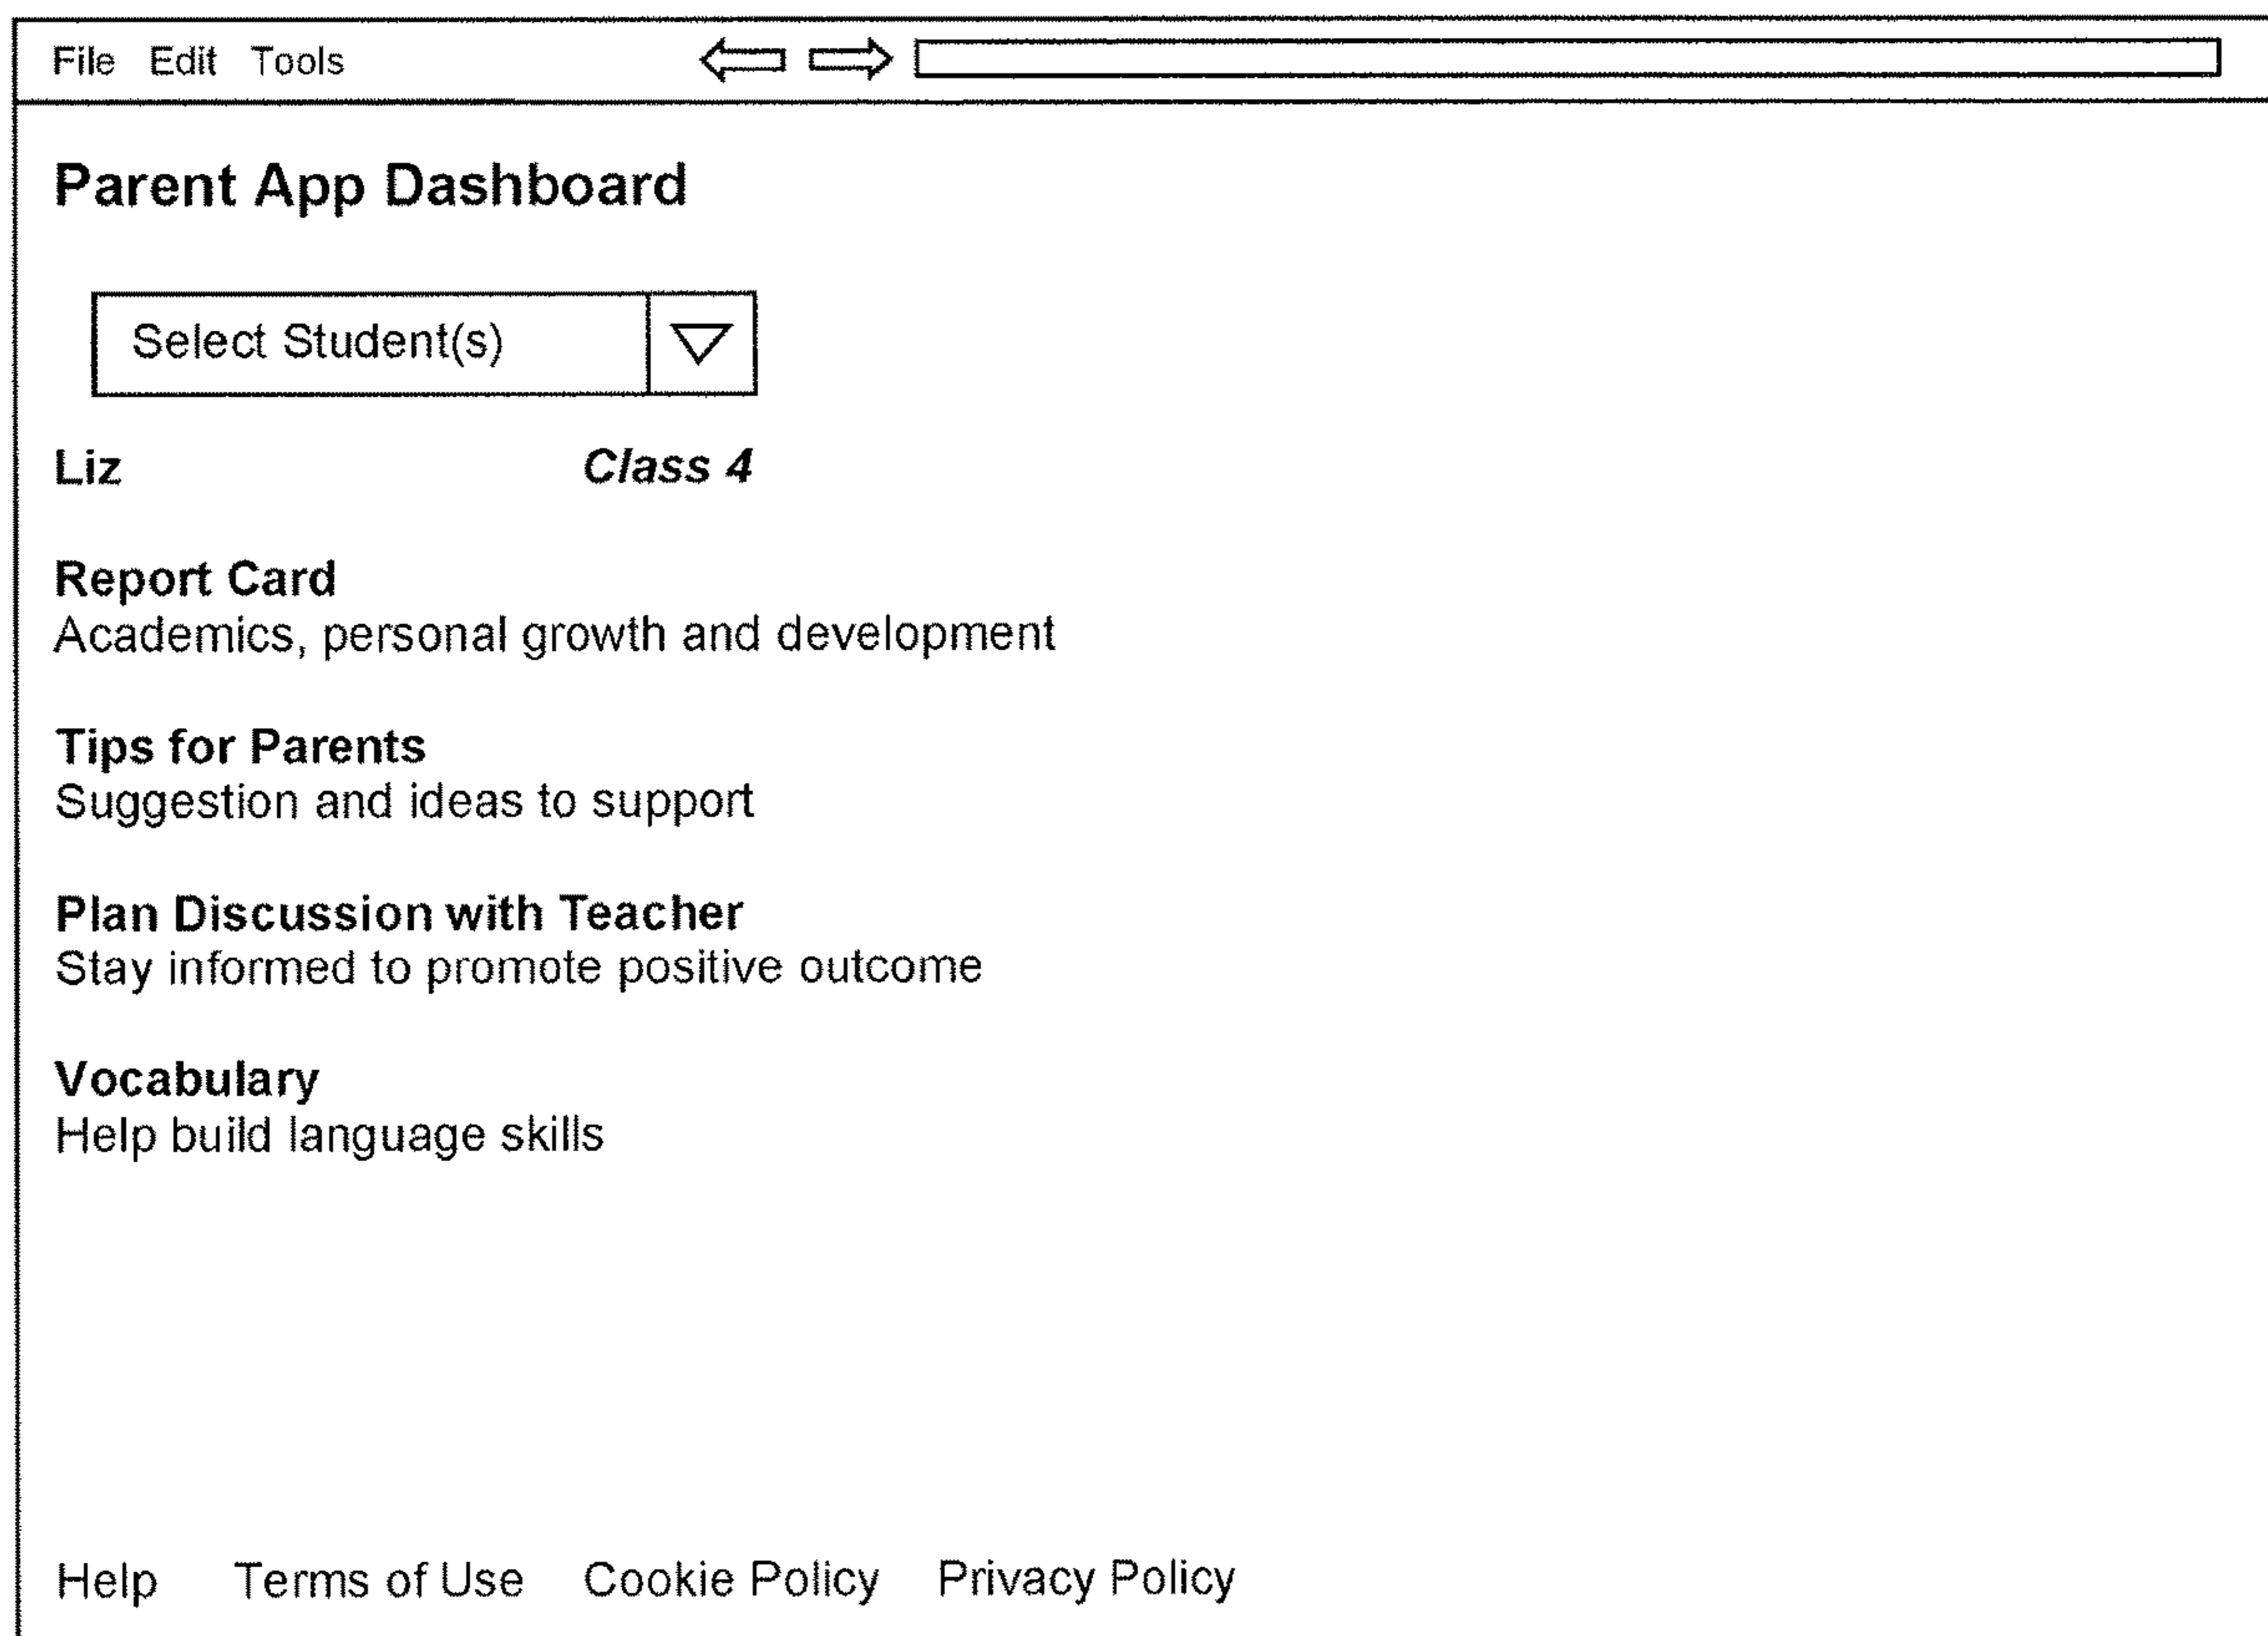 File Edit Tools
Parent App Dashboard
Select Student(s)
Liz Class 4
Report Card
Academics, personal growth and development
Tips for Parents
Suggestion and ideas to support
Plan Discussion with Teacher
Stay informed to promote positive outcome
Vocabulary
Help build language skills
Help Terms of Use Cookie Policy Privacy Policy